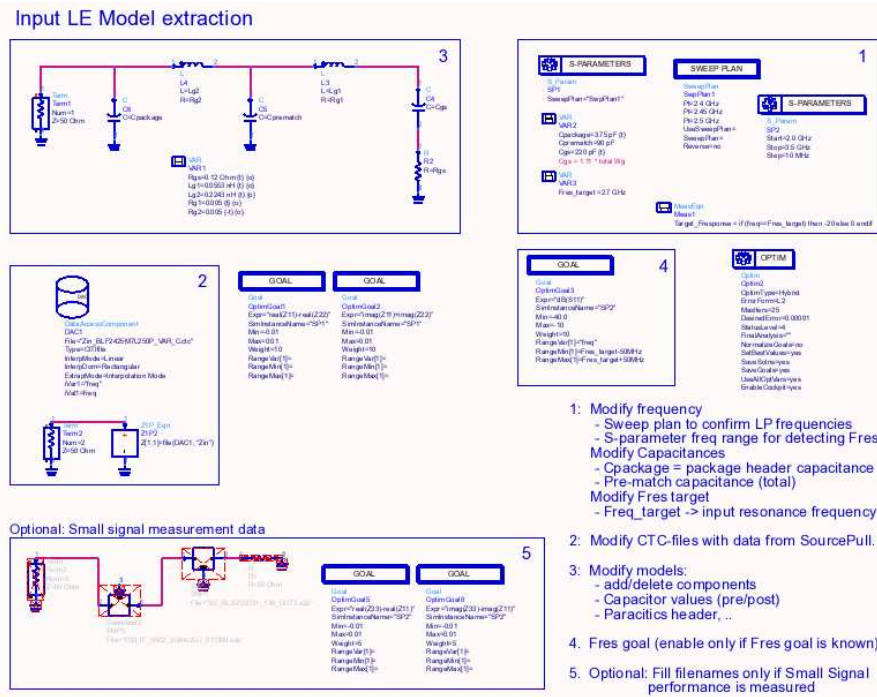 Input LE Model extraction
3
L
L4
L=Lg2
R=Rg2
L
L3
L=Lg1
R=Rg1
Term
Term1
Num=1
Z=50 Ohm
C
C6
C=Cpackage
C
C5
C=Cprematch
C
C4
C=Cgs
R
R2
R=Rgs
VAR
VAR1
Rgs=0.12 Ohm {t} {o}
Lg1=0.0553 nH {t} {o}
Lg2=0.2243 nH {t} {o}
Rg1=0.005 {t} {o}
Rg2=0.005 {-t} {o}
1
S-PARAMETERS
S_Param
SP1
SweepPlan="SwpPlan1"
SWEEP PLAN
SweepPlan
SwpPlan1
Pt=2.4 GHz
Pt=2.45 GHz
Pt=2.5 GHz
UseSweepPlan=
SweepPlan=
Reverse=no
S-PARAMETERS
S_Param
SP2
Start=2.0 GHz
Stop=3.5 GHz
Step=10 MHz
VAR
VAR2
Cpackage=3.75 pF {t}
Cprematch=90 pF
Cgs=220 pF {t}
Cgs = 1.11 * total Wg
VAR
VAR3
Fres_target=2.7 GHz
MeasEqn
Meas1
Target_Fresponse = if (freq==Fres_target) then -20 else 0 endif
2
DAC
DataAccessComponent
DAC1
File="Zin_BLF2425M7L250P_VAR_C.ctc"
Type=CITIfile
InterpMode=Linear
InterpDom=Rectangular
ExtrapMode=Interpolation Mode
iVar1="freq"
iVal1=freq
Term
Term2
Num=2
Z=50 Ohm
Z1P_Eqn
Z1P2
Z[1,1]=file{DAC1, "Zin"}
GOAL
Goal
OptimGoal1
Expr="real(Z11)-real(Z22)"
SimInstanceName="SP1"
Min=-0.01
Max=0.01
Weight=10
RangeVar[1]=
RangeMin[1]=
RangeMax[1]=
GOAL
Goal
OptimGoal2
Expr="imag(Z11)+imag(Z22)"
SimInstanceName="SP1"
Min=-0.01
Max=0.01
Weight=10
RangeVar[1]=
RangeMin[1]=
RangeMax[1]=
4
GOAL
Goal
OptimGoal3
Expr="dB(S11)"
SimInstanceName="SP2"
Min=-40.0
Max=-10
Weight=10
RangeVar[1]="freq"
RangeMin[1]=Fres_target-50MHz
RangeMax[1]=Fres_target+50MHz
OPTIM
Optim
Optim2
OptimType=Hybrid
ErrorForm=L2
MaxIters=25
DesiredError=0.00001
StatusLevel=4
FinalAnalysis=""
NormalizeGoals=no
SetBestValues=yes
SaveSolns=yes
SaveGoals=yes
UseAllOptVars=yes
EnableCockpit=yes
1: Modify frequency
- Sweep plan to confirm LP frequencies
- S-parameter freq range for detecting Fres
Modify Capacitances
- Cpackage = package header capacitance
- Pre-match capacitance (total)
Modify Fres target
- Freq_target -> input resonance frequency
2: Modify CTC-files with data from SourcePull.
3: Modify models:
- add/delete components
- Capacitor values (pre/post)
- Paracitics header, ..
4. Fres goal (enable only if Fres goal is known)
5. Optional: Fill filenames only if Small Signal
performance is measured
Optional: Small signal measurement data
5
GOAL
Goal
OptimGoal5
Expr="real(Z33)-real(Z11)"
SimInstanceName="SP2"
Min=-0.01
Max=0.01
Weight=5
RangeVar[1]=
RangeMin[1]=
RangeMax[1]=
GOAL
Goal
OptimGoal6
Expr="imag(Z33)-imag(Z11)"
SimInstanceName="SP2"
Min=-0.01
Max=0.01
Weight=5
RangeVar[1]=
RangeMin[1]=
RangeMax[1]=